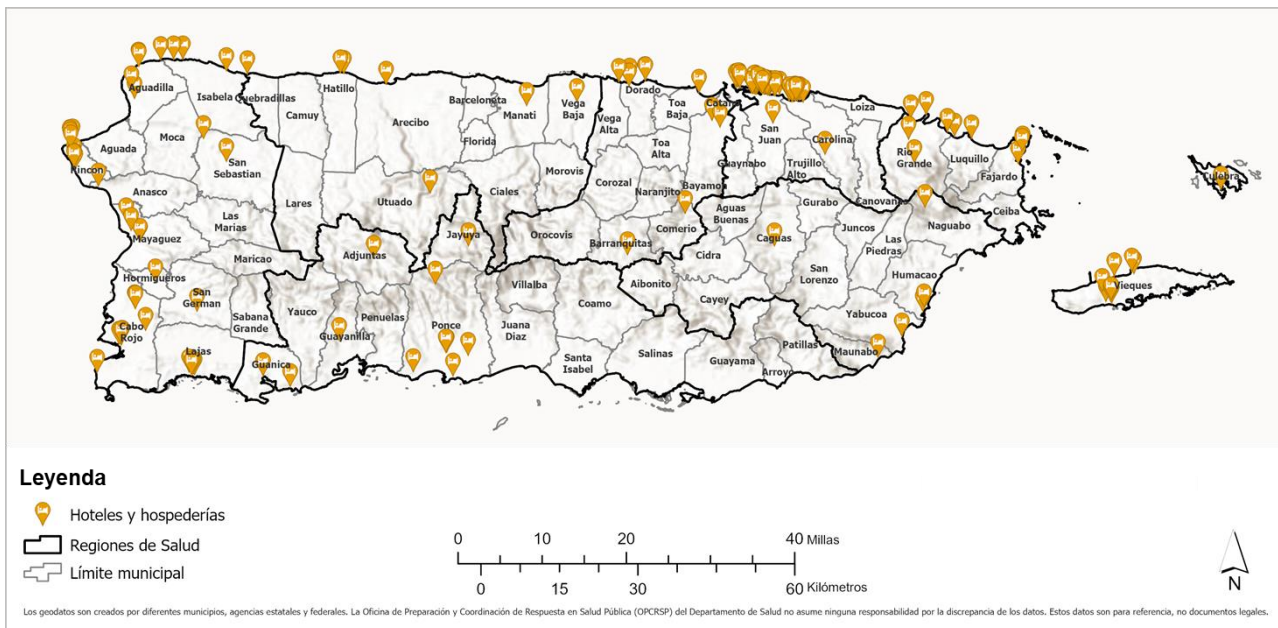 Aguadilla
Isabela
Quebradillas
Hatillo
Camuy
Arecibo
Barceloneta
Manati
Vega
Baja
Dorado
Vega
Alta
Toa
Baja
Toa
Alta
San
Juan
Loiza
Carolina
Moca
Aguada
Rincon
San
Sebastian
Florida
Ciales
Morovis
Corozal
Naranjito
Bayamon
Guaynabo
Trujillo
Alto
Canovanas
Rio
Grande
Luquillo
Fajardo
Ceiba
Culebra
Anasco
Las
Marias
Lares
Utuado
Jayuya
Orocovis
Barranquitas
Comerio
Aguas
Buenas
Gurabo
Caguas
Juncos
Naguabo
Las
Piedras
Mayaguez
Maricao
Adjuntas
Cidra
Hormigueros
San
German
Sabana
Grande
Yauco
Penuelas
Guayanilla
Ponce
Villalba
Juana
Diaz
Coamo
Aibonito
Cayey
San
Lorenzo
Humacao
Yabucoa
Vieques
Cabo
Rojo
Lajas
Guanica
Santa
Isabel
Salinas
Guayama
Patillas
Arroyo
Maunabo
Leyenda
Hoteles y hospederías
Regiones de Salud
Límite municipal
0 10 20 40 Millas
0 15 30 60 Kilómetros
N
Los geodatos son creados por diferentes municipios, agencias estatales y federales. La Oficina de Preparación y Coordinación de Respuesta en Salud Pública (OPCRSP) del Departamento de Salud no asume ninguna responsabilidad por la discrepancia de los datos. Estos datos son para referencia, no documentos legales.